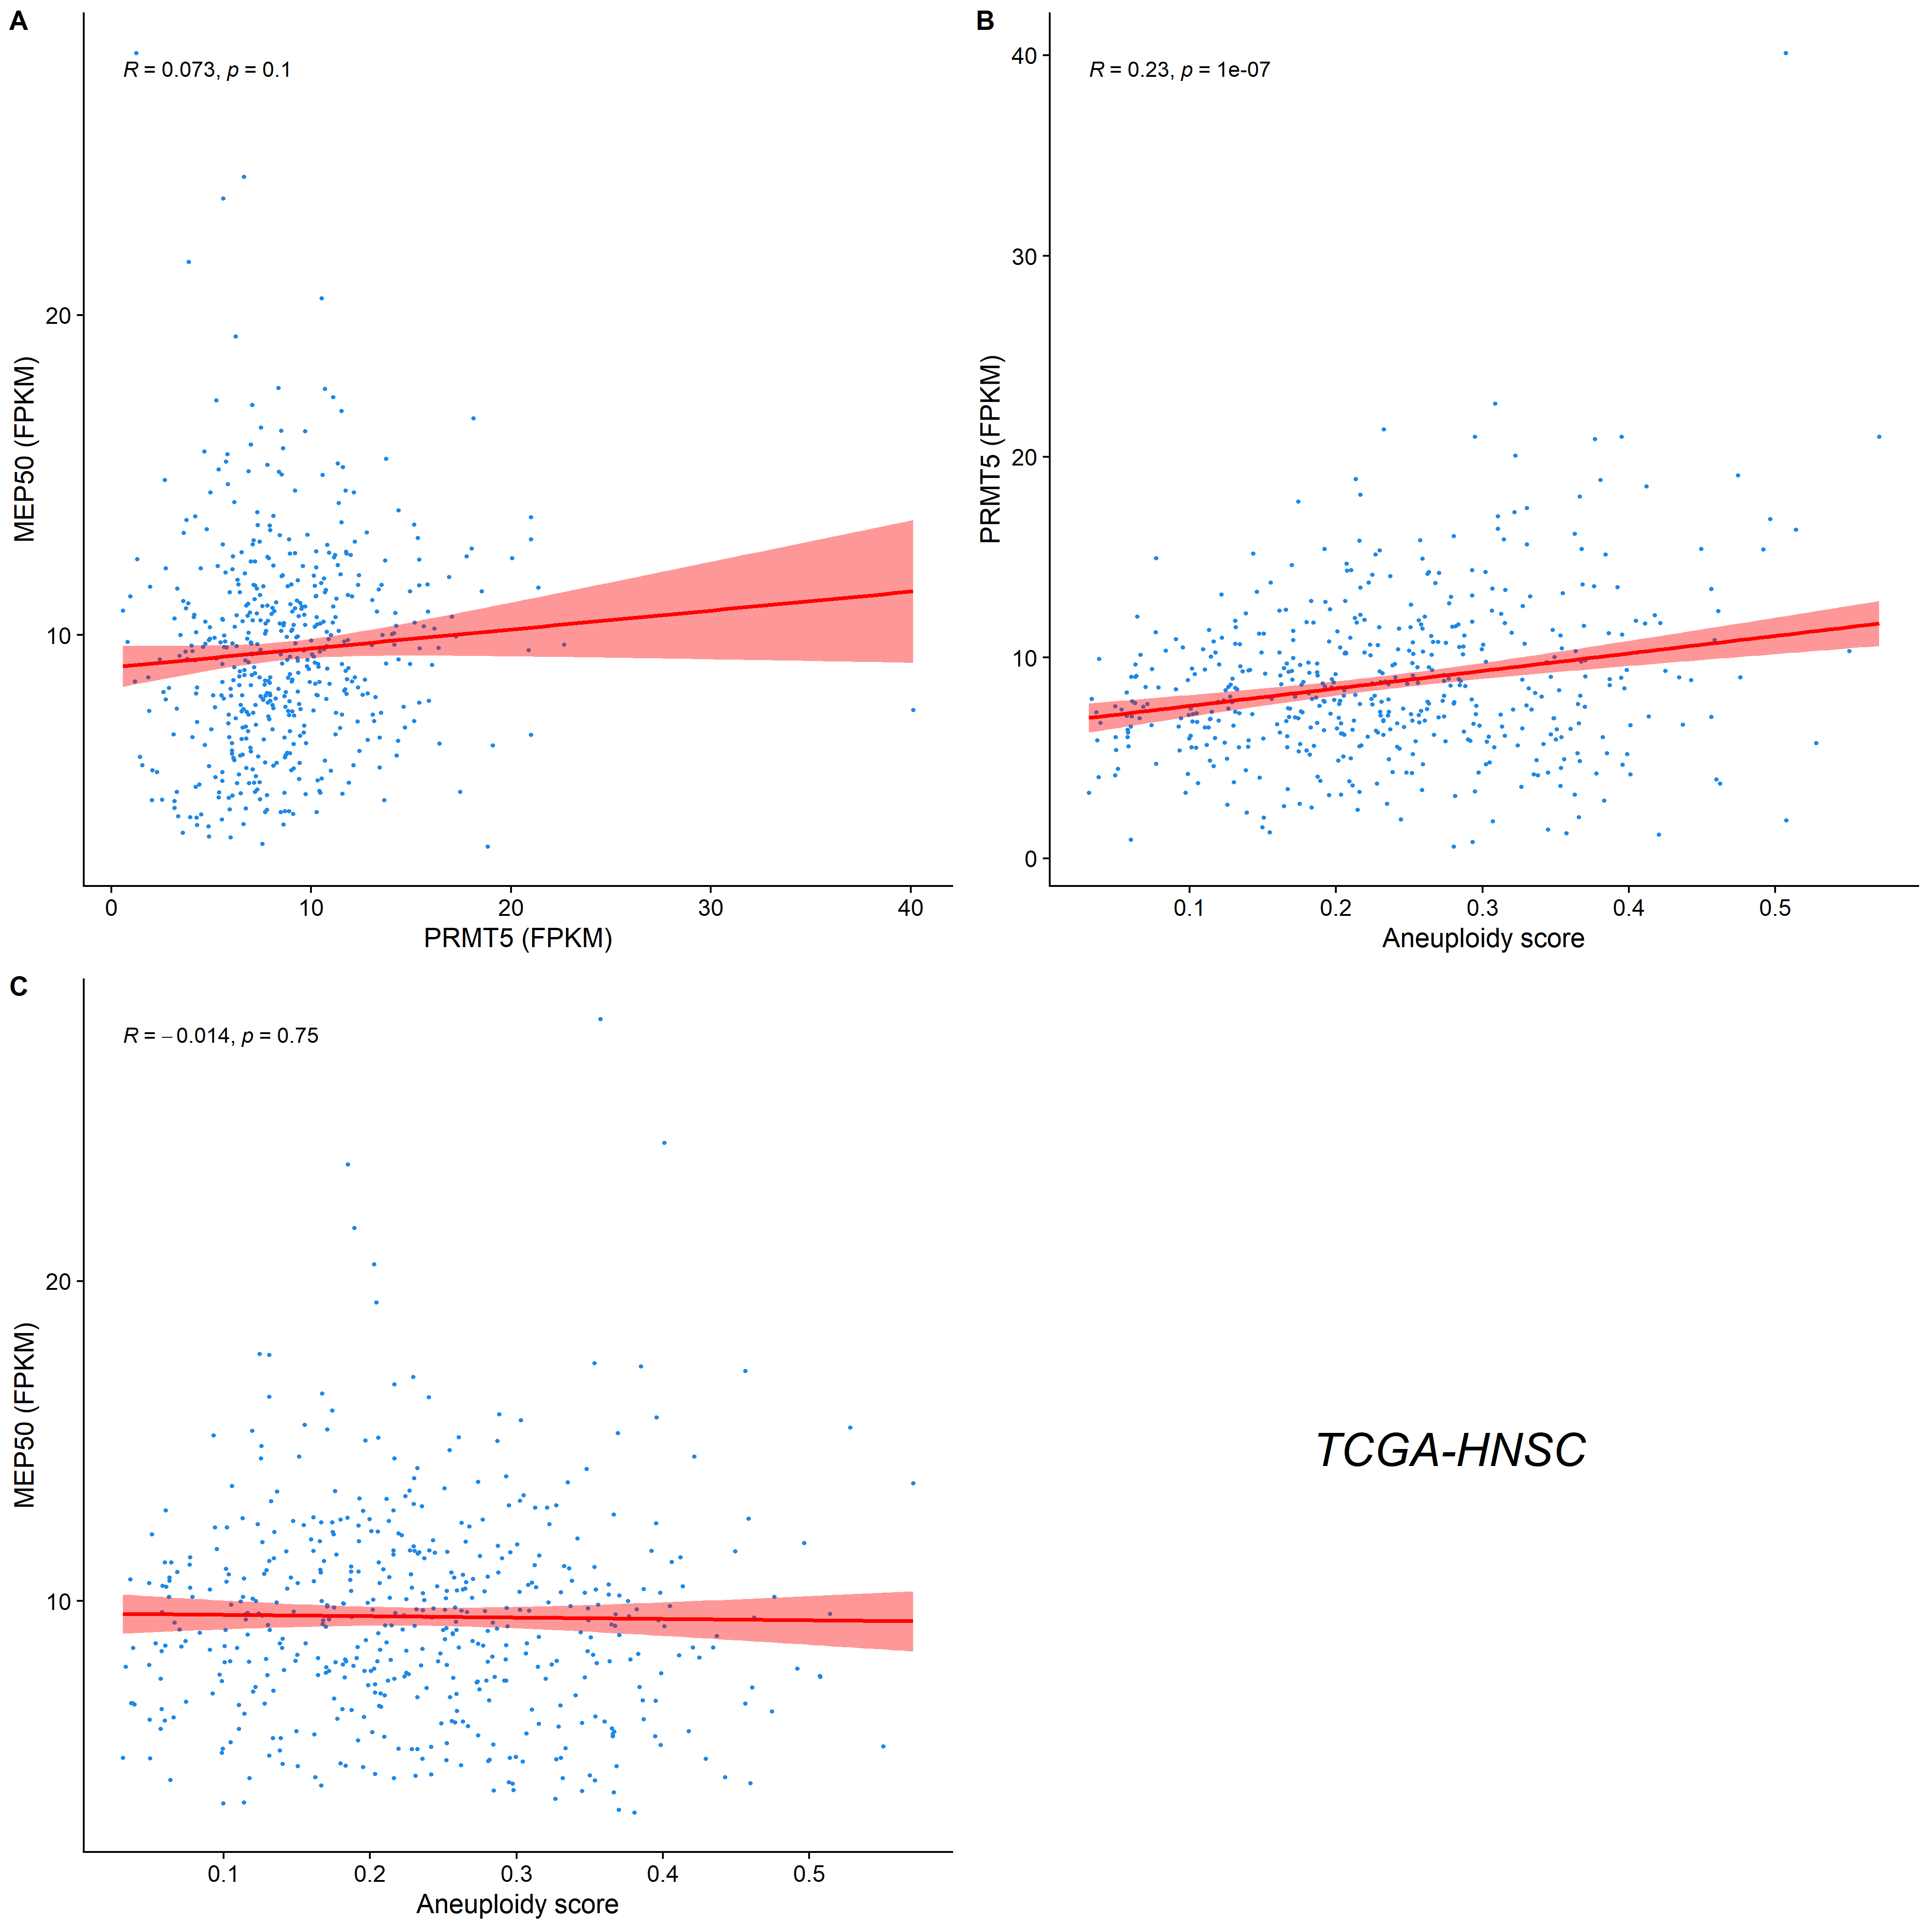 A
R = 0.073, p = 0.1
MEP50 (FPKM)
20
10
0 10 20 30 40
PRMT5 (FPKM)
B
R = 0.23, p = 1e-07
PRMT5 (FPKM)
40
30
20
10
0
0.1 0.2 0.3 0.4 0.5
Aneuploidy score
C
R = −0.014, p = 0.75
MEP50 (FPKM)
20
10
0.1 0.2 0.3 0.4 0.5
Aneuploidy score
TCGA-HNSC